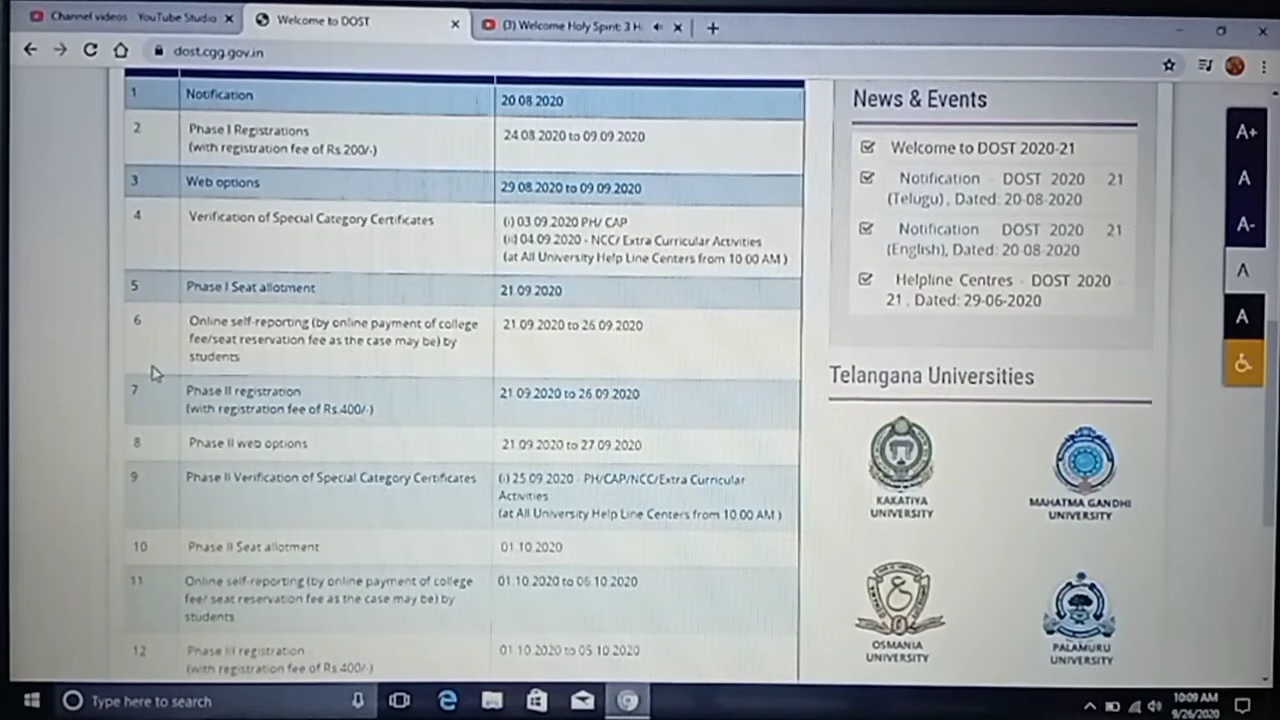 Channel videos - YouTube Studio
Welcome to DOST
(7) Welcome Holy Spirit: 3 H
dost.cgg.gov.in
1 Notification 20.08.2020
2 Phase I Registrations
(with registration fee of Rs.200/-) 24.08.2020 to 09.09.2020
3 Web options 29.08.2020 to 09.09.2020
4 Verification of Special Category Certificates (i) 03.09.2020 PH/ CAP
(ii) 04.09.2020 - NCC/ Extra Curricular Activities
(at All University Help Line Centers from 10:00 AM )
5 Phase I Seat allotment 21.09.2020
6 Online self-reporting (by online payment of college 21.09.2020 to 26.09.2020
fee/seat reservation fee as the case may be) by
students
7 Phase II registration
(with registration fee of Rs.400/-) 21.09.2020 to 26.09.2020
8 Phase II web options 21.09.2020 to 27.09.2020
9 Phase II Verification of Special Category Certificates (i) 25.09.2020 - PH/CAP/NCC/Extra Curricular
Activities
(at All University Help Line Centers from 10:00 AM )
10 Phase II Seat allotment 01.10.2020
11 Online self-reporting (by online payment of college 01.10.2020 to 06.10.2020
fee/ seat reservation fee as the case may be) by
students
12 Phase III registration 01.10.2020 to 05.10.2020
(with registration fee of Rs.400/-)
News & Events
Welcome to DOST 2020-21
Notification - DOST 2020 - 21
(Telugu), Dated: 20-08-2020
Notification - DOST 2020 - 21
(English), Dated: 20-08-2020
Helpline Centres - DOST 2020 -
21 , Dated: 29-06-2020
Telangana Universities
KAKATIYA
UNIVERSITY
MAHATMA GANDHI
UNIVERSITY
OSMANIA
UNIVERSITY
PALAMURU
UNIVERSITY
A+
A
A-
A
A
Type here to search
10:09 AM
9/26/2020